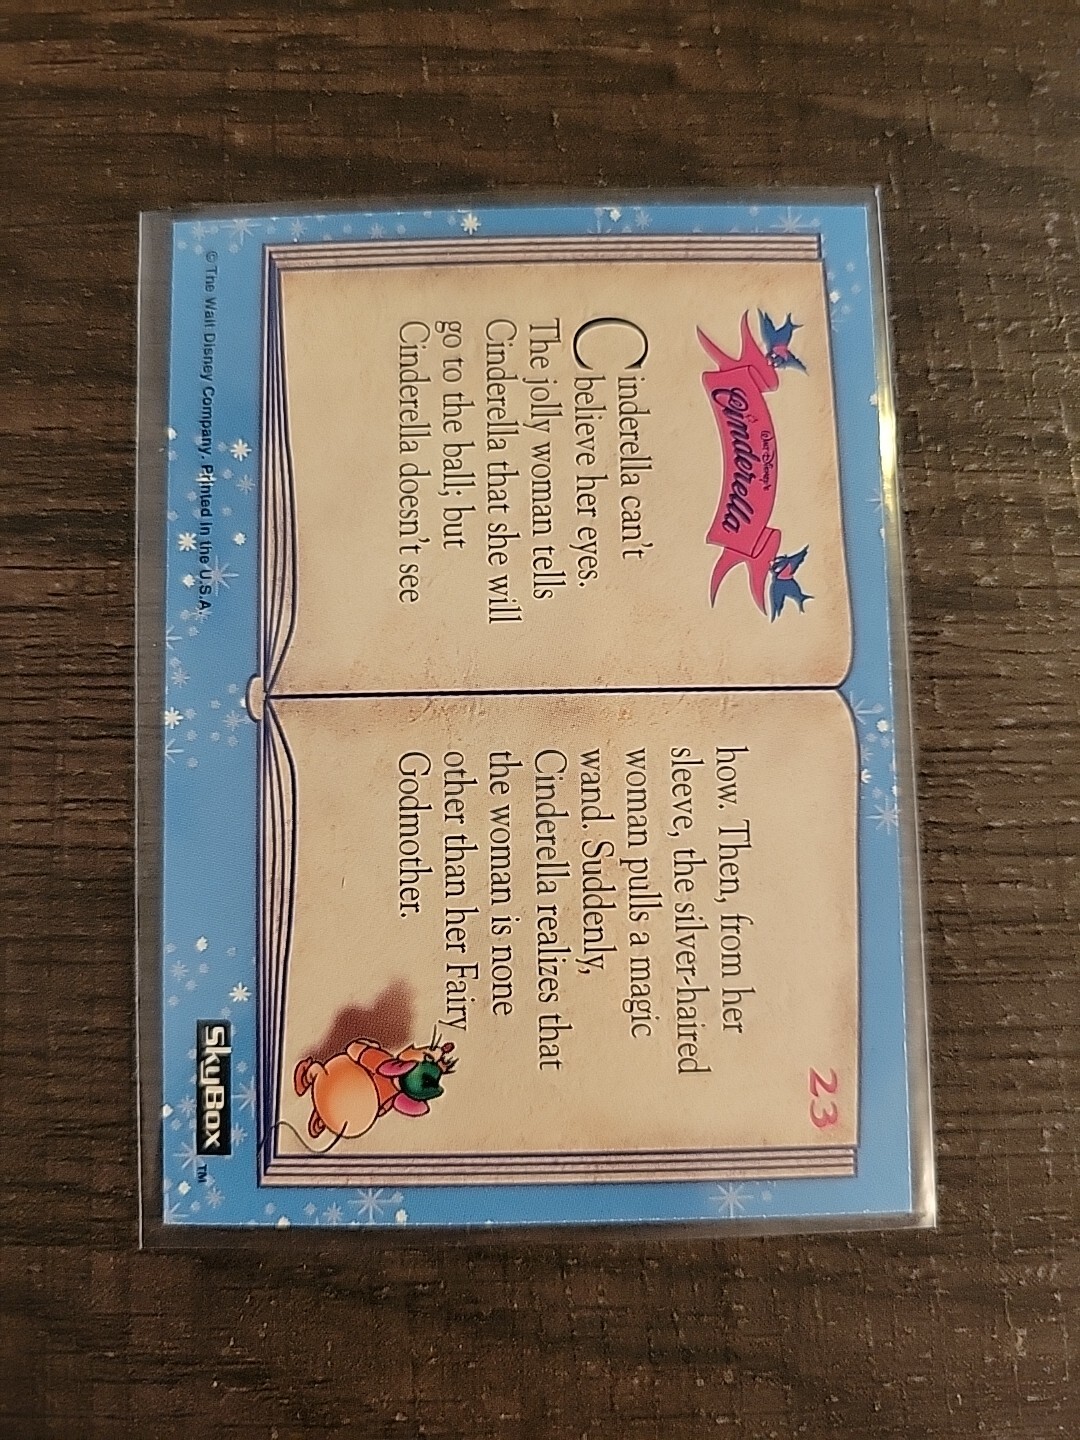 Walt Disney's
Cinderella
Cinderella can't
believe her eyes.
The jolly woman tells
Cinderella that she will
go to the ball; but
Cinderella doesn't see
23
how. Then, from her
sleeve, the silver-haired
woman pulls a magic
wand. Suddenly,
Cinderella realizes that
the woman is none
other than her Fairy
Godmother.
© The Walt Disney Company. Printed in the U.S.A.
SkyBox™